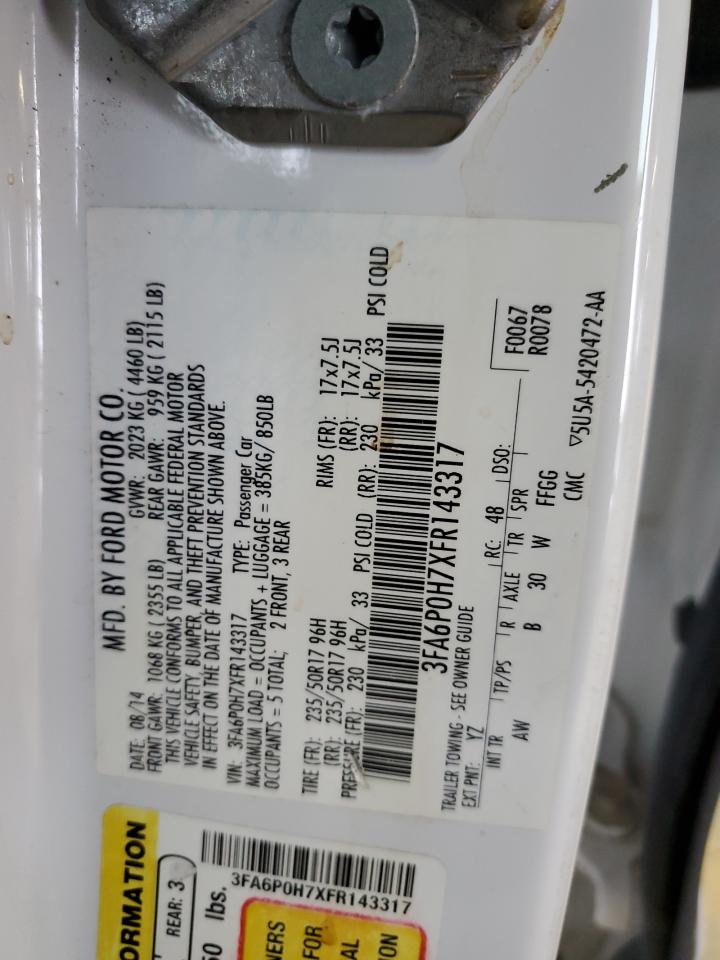 MFD. BY FORD MOTOR CO.
DATE: 08/14 GVWR: 2023 KG ( 4460 LB)
FRONT GAWR: 1068 KG ( 2355 LB) REAR GAWR: 959 KG ( 2115 LB)
THIS VEHICLE CONFORMS TO ALL APPLICABLE FEDERAL MOTOR
VEHICLE SAFETY, BUMPER, AND THEFT PREVENTION STANDARDS
IN EFFECT ON THE DATE OF MANUFACTURE SHOWN ABOVE.
VIN: 3FA6P0H7XFR143317 TYPE: Passenger Car
MAXIMUM LOAD = OCCUPANTS + LUGGAGE = 385KG/ 850LB
OCCUPANTS = 5 TOTAL; 2 FRONT, 3 REAR
TIRE (FR): 235/50R17 96H RIMS (FR): 17x7.5J
(RR): 235/50R17 96H (RR): 17x7.5J
PRESSURE (FR): 230 kPa/ 33 PSI COLD (RR): 230 kPa/ 33 PSI COLD
3FA6P0H7XFR143317
TRAILER TOWING - SEE OWNER GUIDE
EXT PNT: YZ RC: 48 DSO: F0067
R0078
INT TR TP/PS R AXLE TR SPR
AW B 30 W FFGG
CMC ▽5U5A-5420472-AA
ORMATION
REAR: 3
lbs.
3FA6P0H7XFR143317
NERS
FOR
AL
ON